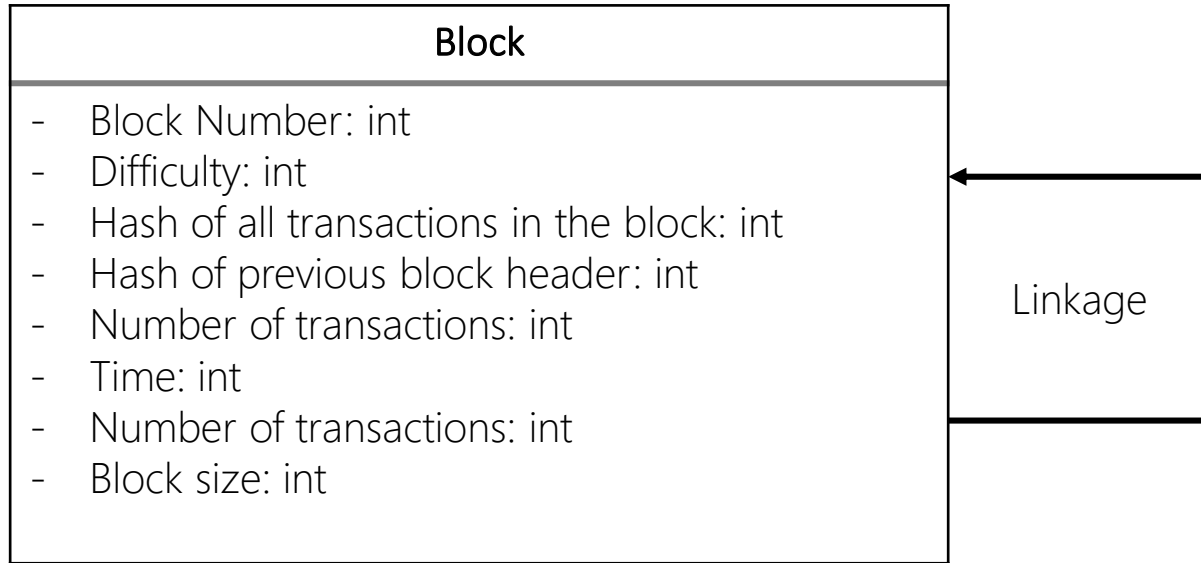 Block
- Block Number: int
- Difficulty: int
- Hash of all transactions in the block: int
- Hash of previous block header: int
- Number of transactions: int
- Time: int
- Number of transactions: int
- Block size: int
Linkage